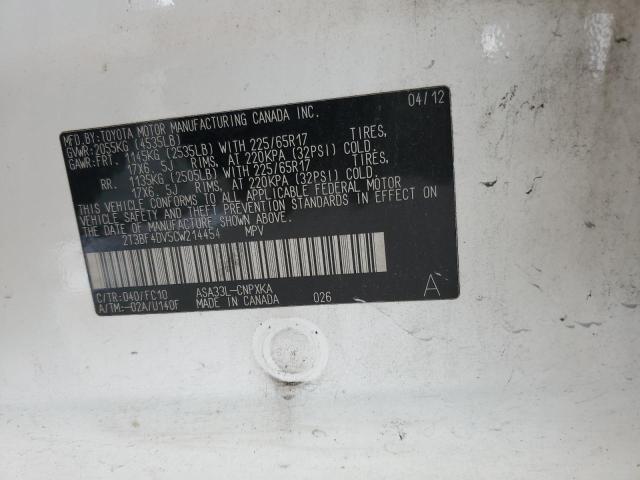 MFD.BY:TOYOTA MOTOR MANUFACTURING CANADA INC. 04/12
GVWR:2055KG (4535LB)
GAWR:FRT. 1145KG (2535LB) WITH 225/65R17 TIRES,
17X6.5J RIMS, AT 220KPA (32PSI) COLD.
RR. 1135KG (2505LB) WITH 225/65R17 TIRES,
17X6.5J RIMS, AT 220KPA (32PSI) COLD.
THIS VEHICLE CONFORMS TO ALL APPLICABLE FEDERAL MOTOR
VEHICLE SAFETY AND THEFT PREVENTION STANDARDS IN EFFECT ON
THE DATE OF MANUFACTURE SHOWN ABOVE.
2T3BF4DV5CW214454 MPV
C/TR:040/FC10 ASA33L-CNPXKA A
A/TM:-02A/U140F MADE IN CANADA 026